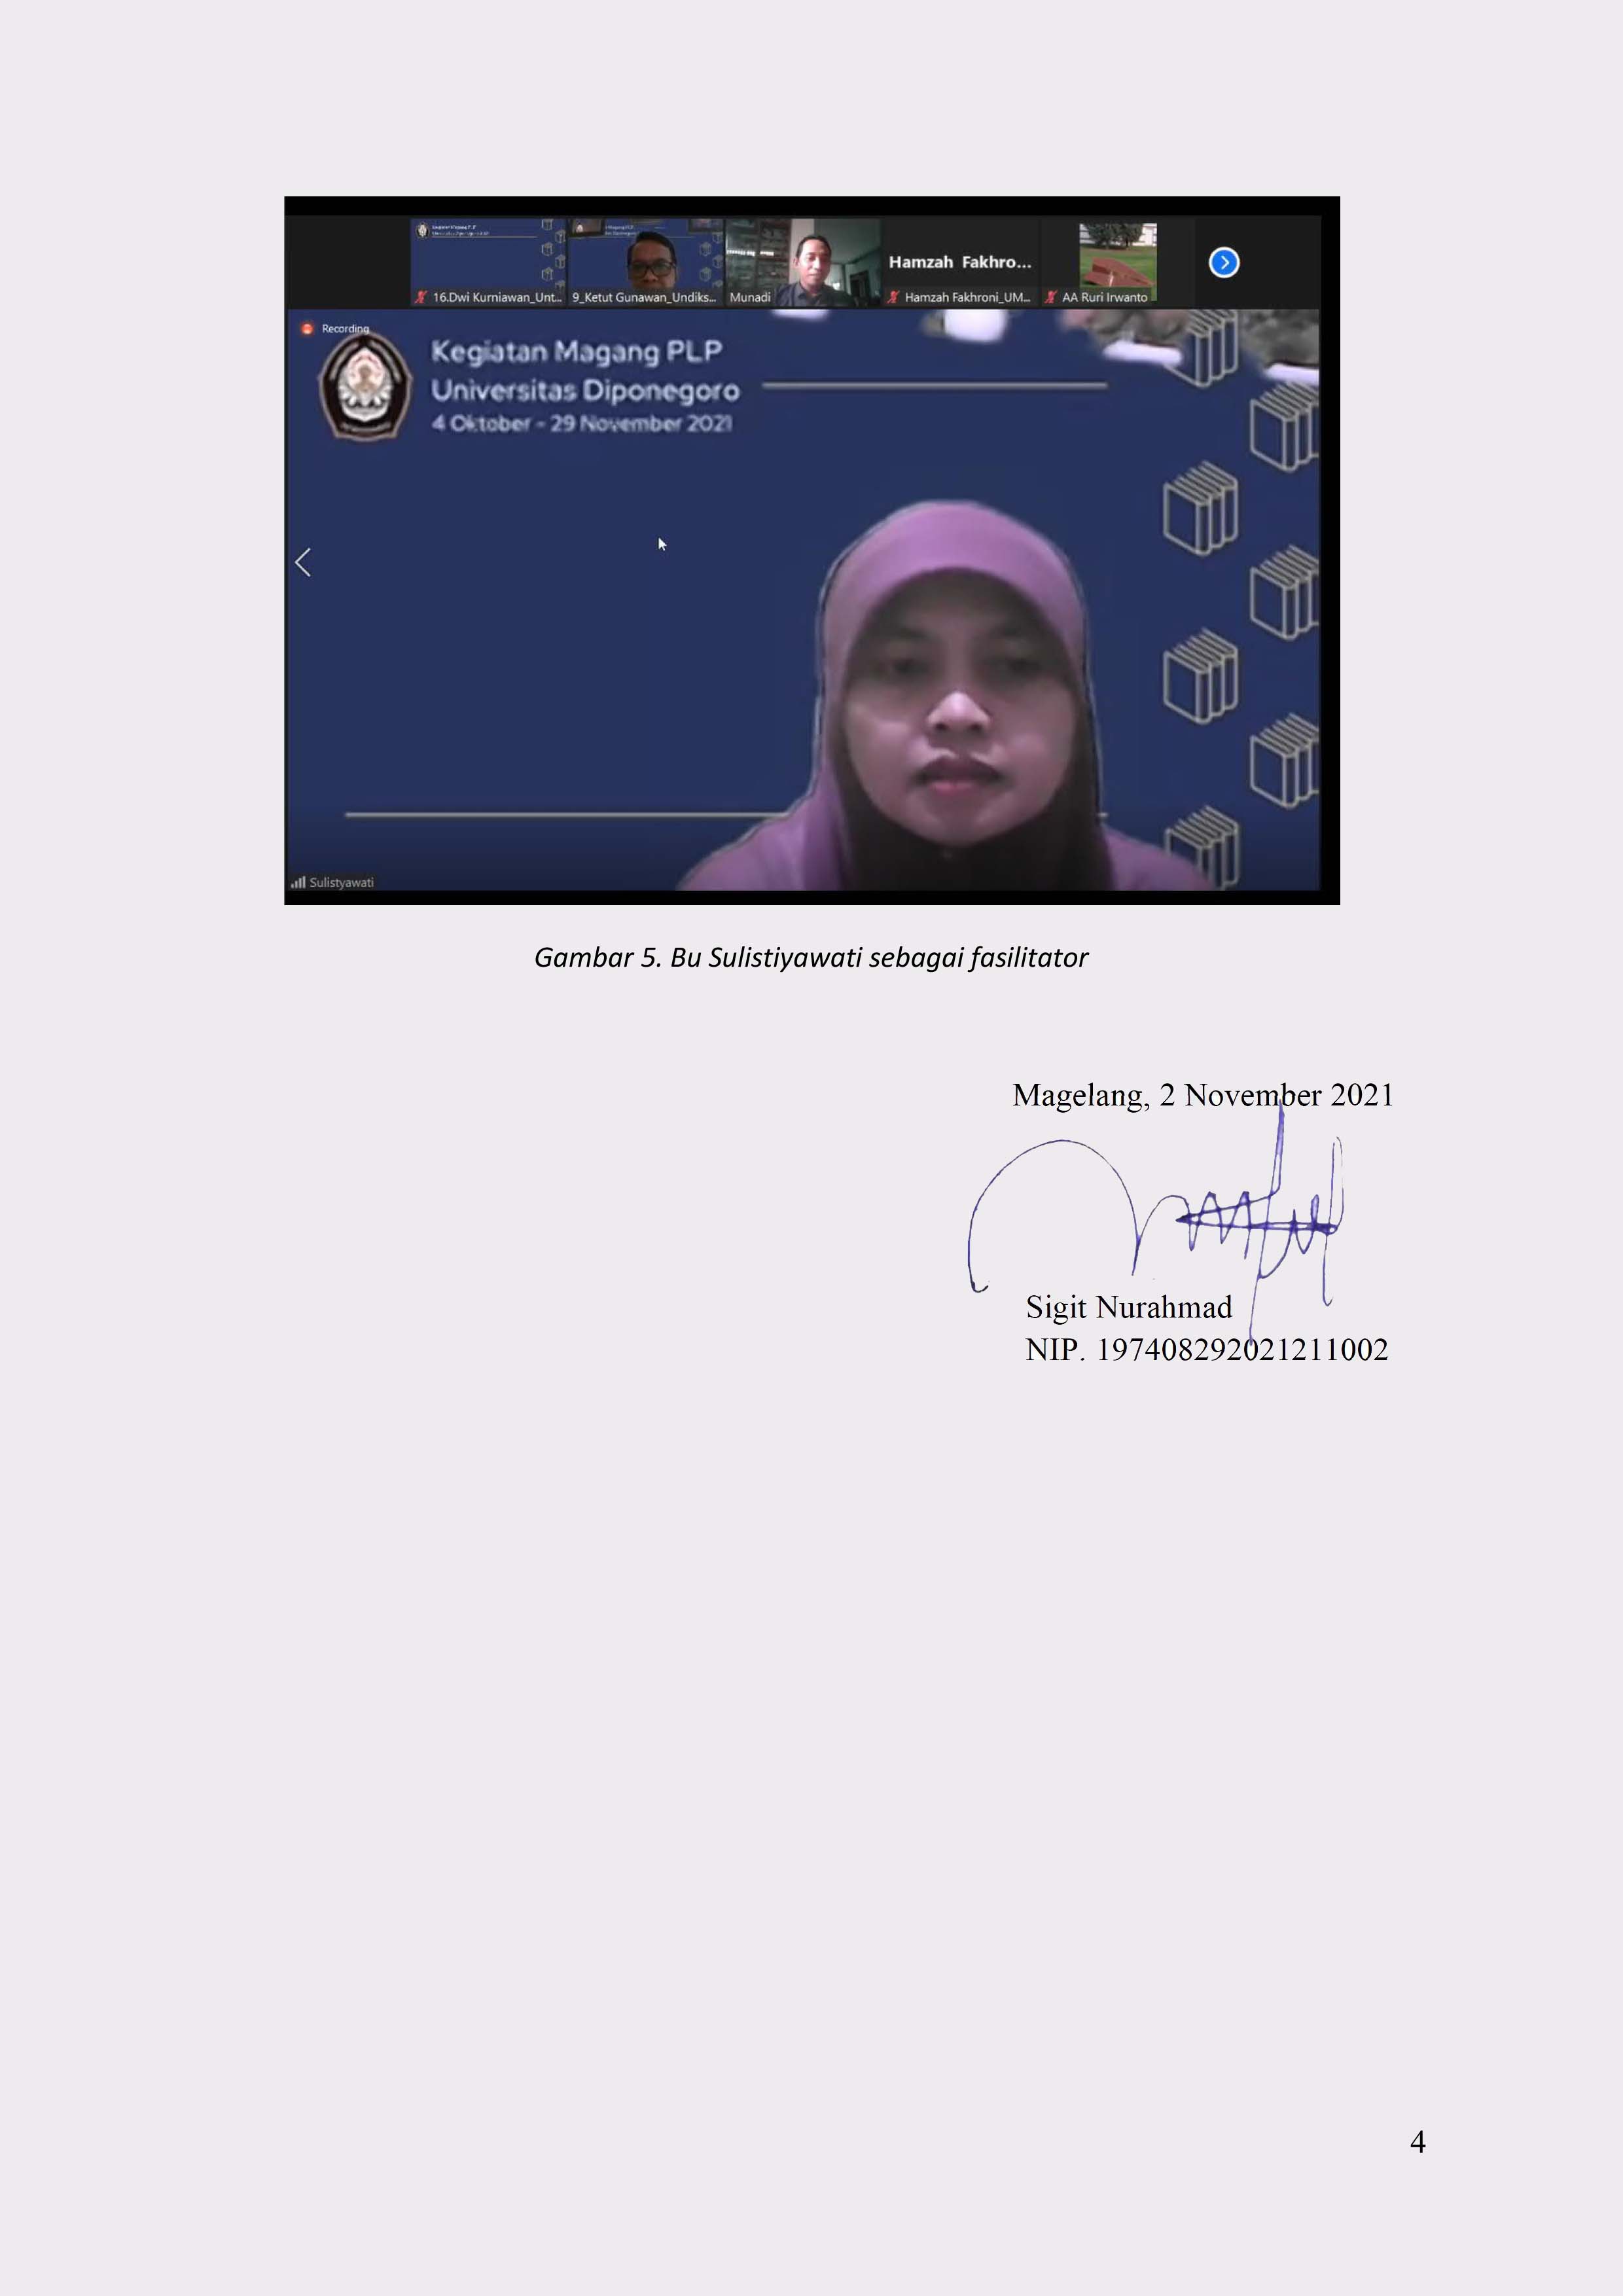 16.Dwi Kurniawan_Unt...
9_Ketut Gunawan_Undiks...
Munadi
Hamzah Fakhro...
Hamzah Fakhroni_UM...
AA Ruri Irwanto
Recording
Kegiatan Magang PLP
Universitas Diponegoro
4 Oktober - 29 November 2021
Sulistyawati
Gambar 5. Bu Sulistiyawati sebagai fasilitator
Magelang, 2 November 2021
Sigit Nurahmad
NIP. 197408292021211002
4